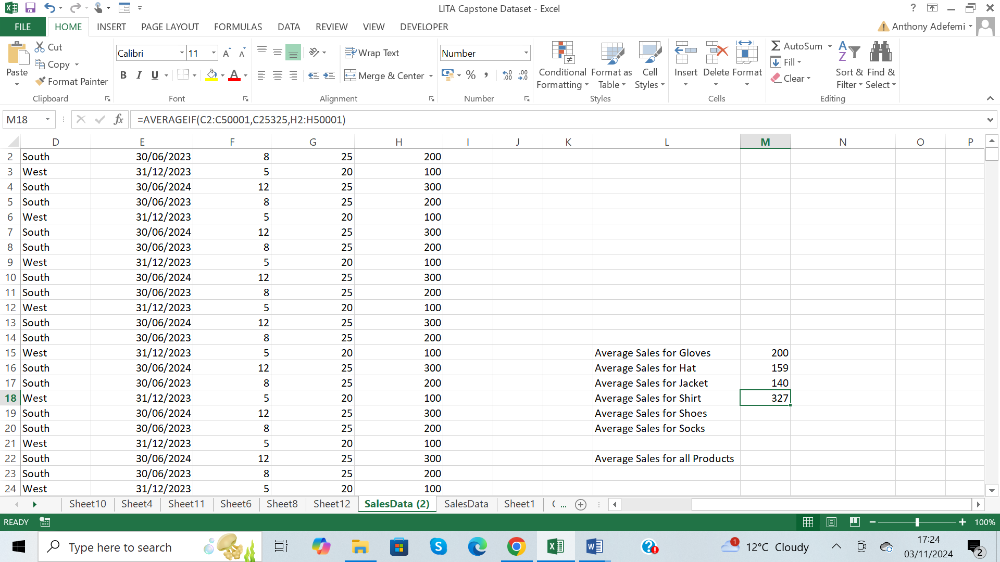 LITA Capstone Dataset - Excel
FILE HOME INSERT PAGE LAYOUT FORMULAS DATA REVIEW VIEW DEVELOPER Anthony Adefemi
Paste Cut Copy Format Painter Clipboard
Calibri 11 B I U A Font
Wrap Text Merge & Center Alignment
Number % Number
Conditional Formatting Format as Table Cell Styles Styles
Insert Delete Format Cells
AutoSum Fill Clear Sort & Filter Find & Select Editing
M18 fx =AVERAGEIF(C2:C50001,C25325,H2:H50001)
D E F G H I J K L M N O P
2 South 30/06/2023 8 25 200
3 West 31/12/2023 5 20 100
4 South 30/06/2024 12 25 300
5 South 30/06/2023 8 25 200
6 West 31/12/2023 5 20 100
7 South 30/06/2024 12 25 300
8 South 30/06/2023 8 25 200
9 West 31/12/2023 5 20 100
10 South 30/06/2024 12 25 300
11 South 30/06/2023 8 25 200
12 West 31/12/2023 5 20 100
13 South 30/06/2024 12 25 300
14 South 30/06/2023 8 25 200
15 West 31/12/2023 5 20 100 Average Sales for Gloves 200
16 South 30/06/2024 12 25 300 Average Sales for Hat 159
17 South 30/06/2023 8 25 200 Average Sales for Jacket 140
18 West 31/12/2023 5 20 100 Average Sales for Shirt 327
19 South 30/06/2024 12 25 300 Average Sales for Shoes
20 South 30/06/2023 8 25 200 Average Sales for Socks
21 West 31/12/2023 5 20 100
22 South 30/06/2024 12 25 300 Average Sales for all Products
23 South 30/06/2023 8 25 200
24 West 31/12/2023 5 20 100
Sheet10 Sheet4 Sheet11 Sheet6 Sheet8 Sheet12 SalesData (2) SalesData Sheet1 ...
READY 100%
Type here to search 1 12°C Cloudy 17:24
03/11/2024 2